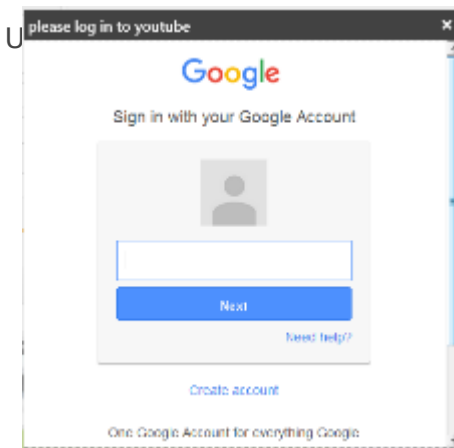 please log in to youtube ×
U
Google
Sign in with your Google Account
Next
Need help?
Create account
One Google Account for everything Google